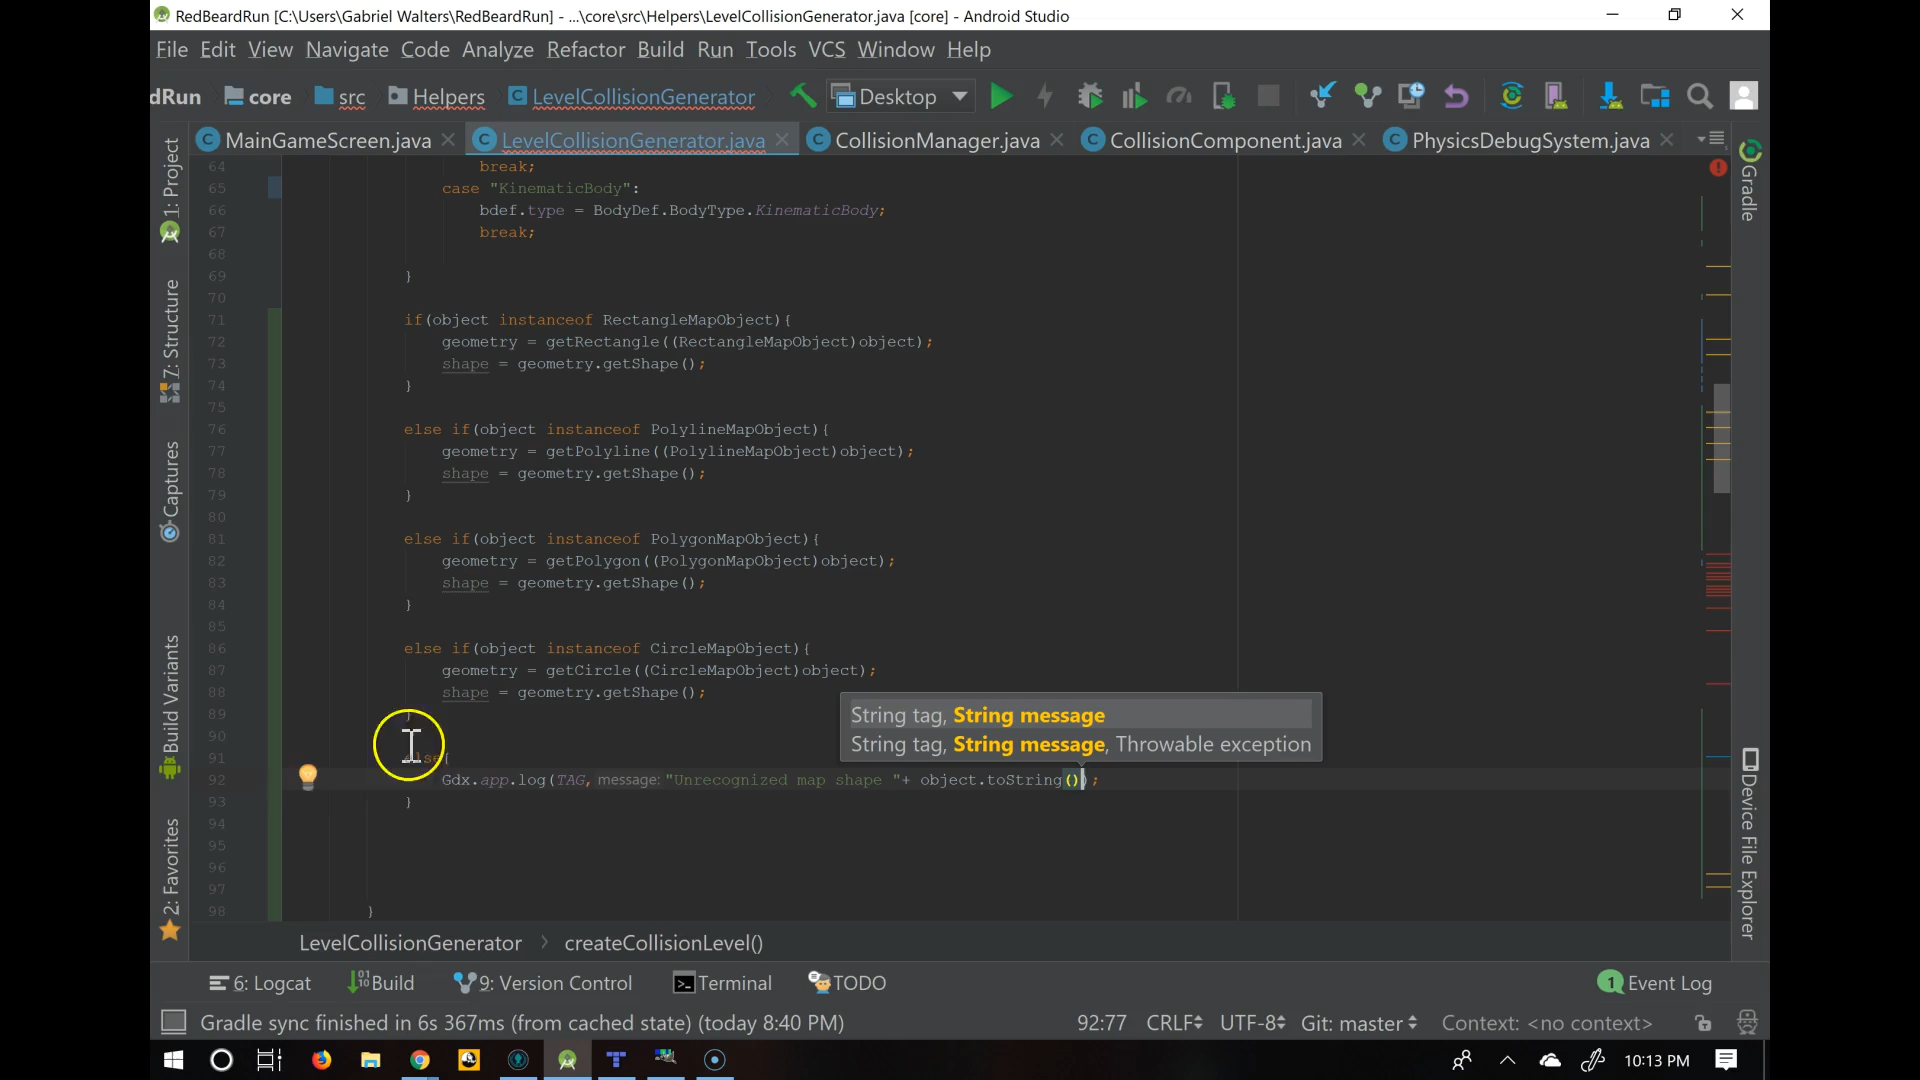 RedBeardRun [C:\Users\Gabriel Walters\RedBeardRun] - ...\core\src\Helpers\LevelCollisionGenerator.java [core] - Android Studio
File Edit View Navigate Code Analyze Refactor Build Run Tools VCS Window Help
dRun core src Helpers LevelCollisionGenerator Desktop
MainGameScreen.java LevelCollisionGenerator.java CollisionManager.java CollisionComponent.java PhysicsDebugSystem.java
1: Project
7: Structure
Captures
Build Variants
2: Favorites
64 break;
65 case "KinematicBody":
66 bdef.type = BodyDef.BodyType.KinematicBody;
67 break;
68
69 }
70
71 if(object instanceof RectangleMapObject){
72 geometry = getRectangle((RectangleMapObject)object);
73 shape = geometry.getShape();
74 }
75
76 else if(object instanceof PolylineMapObject){
77 geometry = getPolyline((PolylineMapObject)object);
78 shape = geometry.getShape();
79 }
80
81 else if(object instanceof PolygonMapObject){
82 geometry = getPolygon((PolygonMapObject)object);
83 shape = geometry.getShape();
84 }
85
86 else if(object instanceof CircleMapObject){
87 geometry = getCircle((CircleMapObject)object);
88 shape = geometry.getShape();
89 }
90
91 else{
92 Gdx.app.log(TAG, message: "Unrecognized map shape "+ object.toString());
93 }
94
95
96
97
98 }
String tag, String message
String tag, String message, Throwable exception
Gradle
Device File Explorer
LevelCollisionGenerator createCollisionLevel()
6: Logcat Build 9: Version Control Terminal TODO 1 Event Log
Gradle sync finished in 6s 367ms (from cached state) (today 8:40 PM) 92:77 CRLF UTF-8 Git: master Context: <no context>
10:13 PM